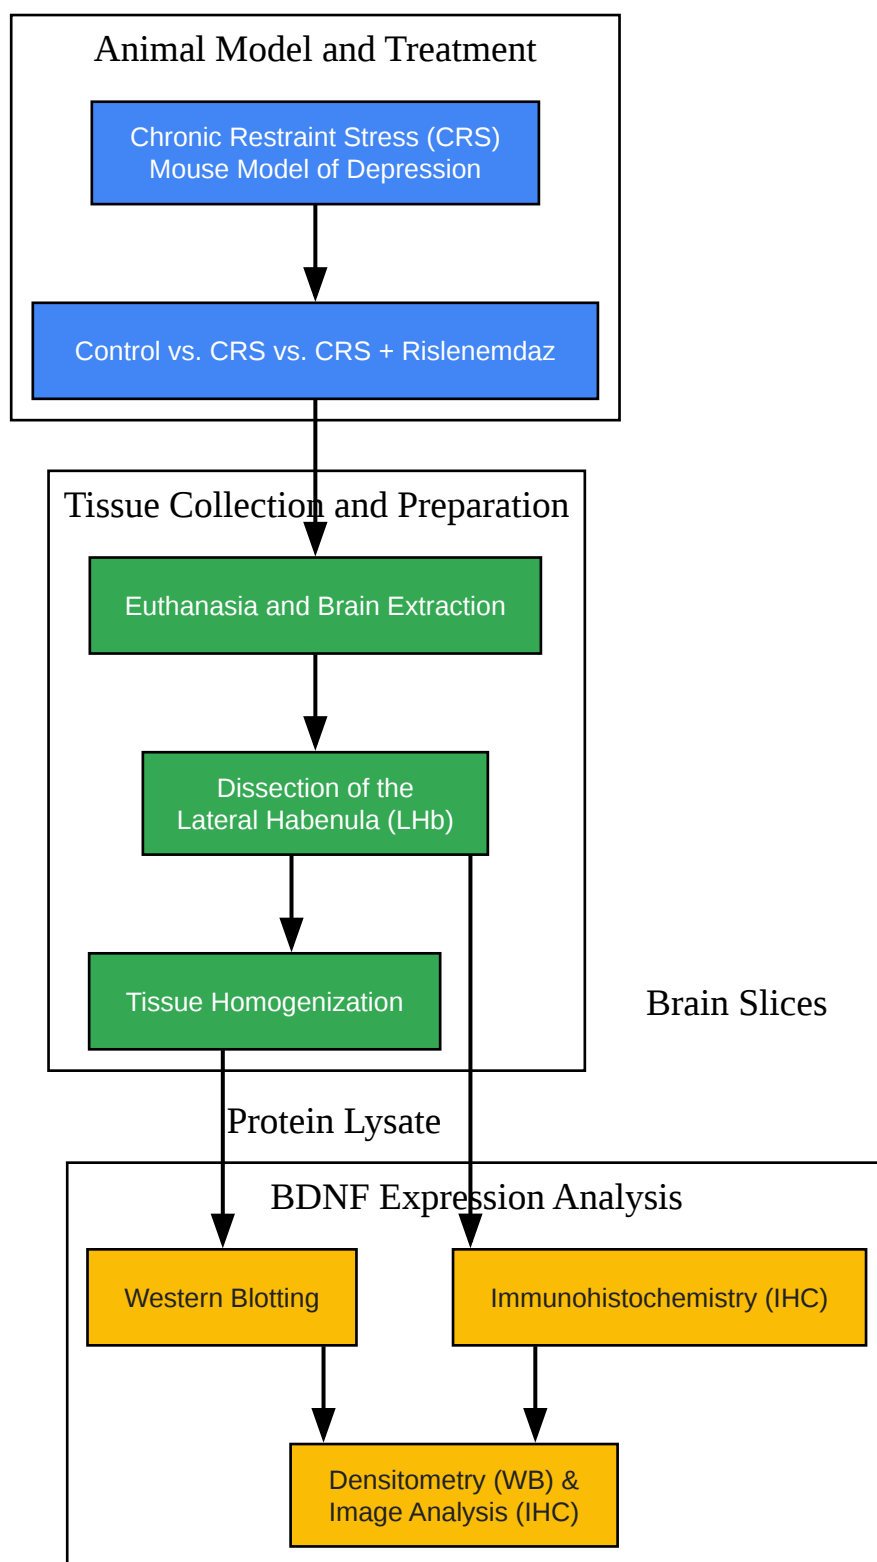 Animal Model and Treatment
Chronic Restraint Stress (CRS)
Mouse Model of Depression
Control vs. CRS vs. CRS + Rislenemdaz
Tissue Collection and Preparation
Euthanasia and Brain Extraction
Dissection of the
Lateral Habenula (LHb)
Tissue Homogenization
Brain Slices
Protein Lysate
BDNF Expression Analysis
Western Blotting
Immunohistochemistry (IHC)
Densitometry (WB) &
Image Analysis (IHC)